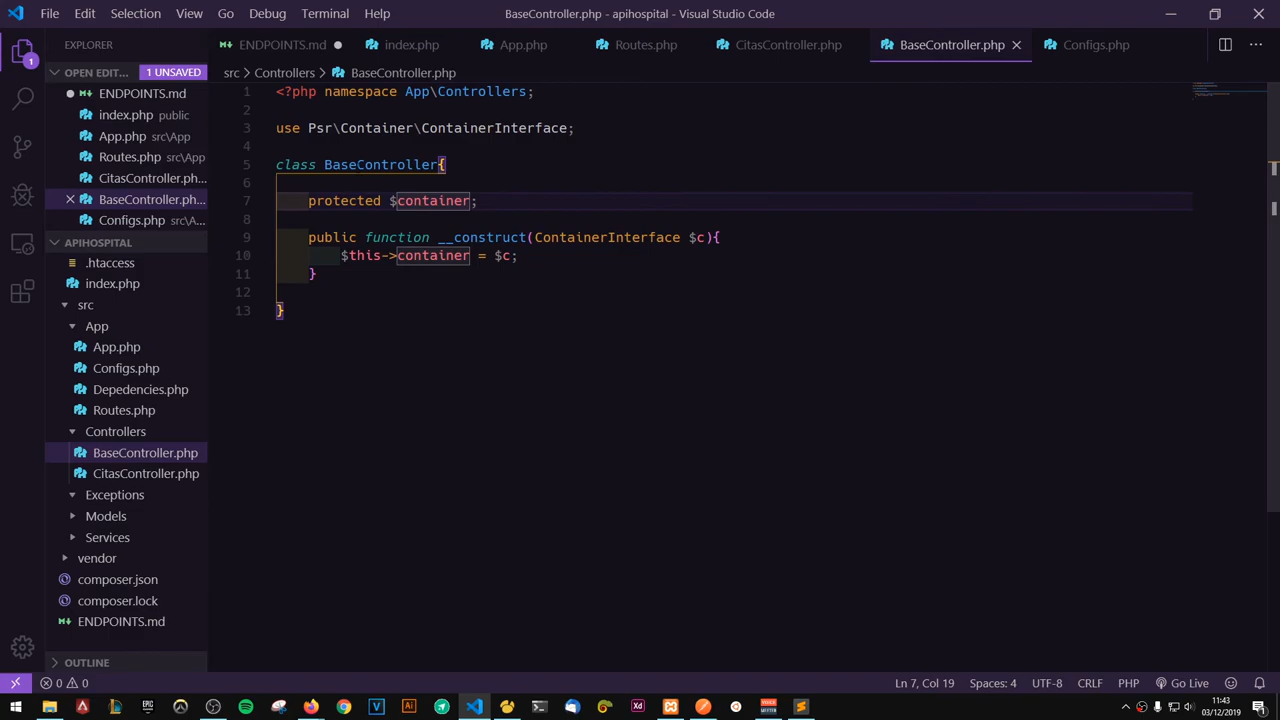 File Edit Selection View Go Debug Terminal Help
BaseController.php - apihospital - Visual Studio Code
EXPLORER
ENDPOINTS.md
index.php
App.php
Routes.php
CitasController.php
BaseController.php
Configs.php
OPEN EDIT... 1 UNSAVED
ENDPOINTS.md
index.php public
App.php src\App
Routes.php src\App
CitasController.ph...
BaseController.ph...
Configs.php src\A...
APIHOSPITAL
.htaccess
index.php
src
App
App.php
Configs.php
Depedencies.php
Routes.php
Controllers
BaseController.php
CitasController.php
Exceptions
Models
Services
vendor
composer.json
composer.lock
ENDPOINTS.md
OUTLINE
src > Controllers > BaseController.php
1 <?php namespace App\Controllers;
2
3 use Psr\Container\ContainerInterface;
4
5 class BaseController{
6
7 protected $container;
8
9 public function __construct(ContainerInterface $c){
10 $this->container = $c;
11 }
12
13 }
0 0
Ln 7, Col 19 Spaces: 4 UTF-8 CRLF PHP Go Live
11:43
03/12/2019